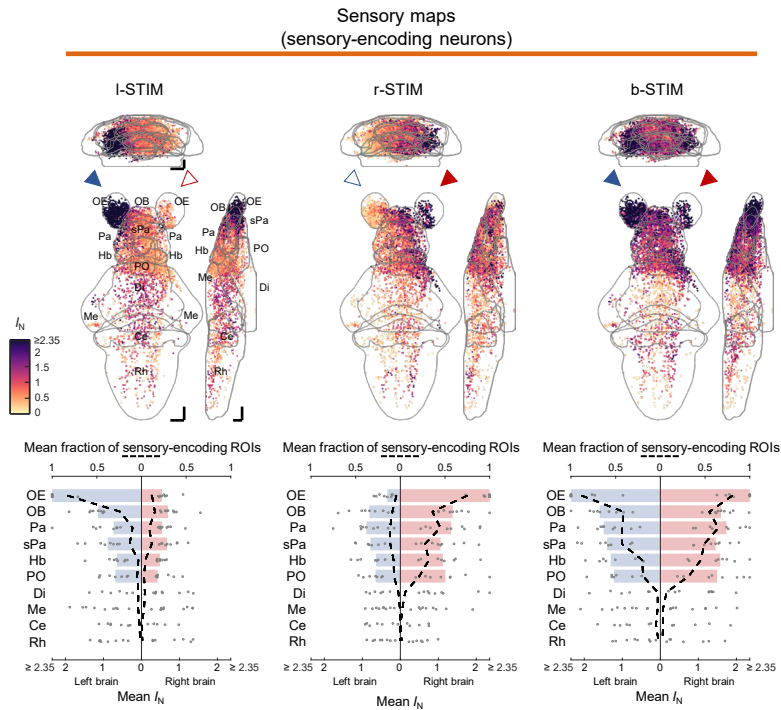 Sensory maps
(sensory-encoding neurons)
l-STIM
r-STIM
b-STIM
OE OB OE OB OE
sPa sPa
Pa Pa Pa
Hb Hb Hb PO
PO Me
Di Di
Me Me
Ce Ce
Rh Rh
I_N
≥2.35
2
1.5
1
0.5
0
Mean fraction of sensory-encoding ROIs
Mean fraction of sensory-encoding ROIs
Mean fraction of sensory-encoding ROIs
1 0.5 0 0.5 1
1 0.5 0 0.5 1
1 0.5 0 0.5 1
OE
OB
Pa
sPa
Hb
PO
Di
Me
Ce
Rh
OE
OB
Pa
sPa
Hb
PO
Di
Me
Ce
Rh
OE
OB
Pa
sPa
Hb
PO
Di
Me
Ce
Rh
≥ 2.35 2 1 0 1 2 ≥ 2.35
Left brain Right brain
Mean I_N
≥ 2.35 2 1 0 1 2 ≥ 2.35
Left brain Right brain
Mean I_N
≥ 2.35 2 1 0 1 2 ≥ 2.35
Left brain Right brain
Mean I_N